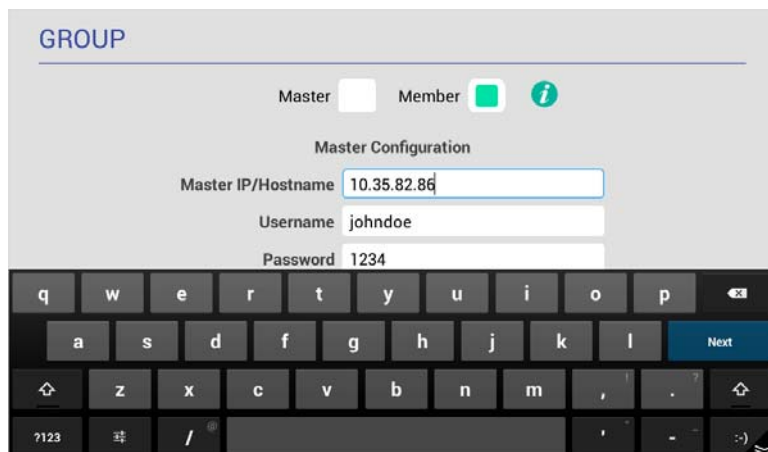 GROUP
Master Member i
Master Configuration
Master IP/Hostname 10.35.82.86
Username johndoe
Password 1234
q w e r t y u i o p
a s d f g h j k l Next
z x c v b n m , ! . ?
?123 / @ ' " - _ :-)